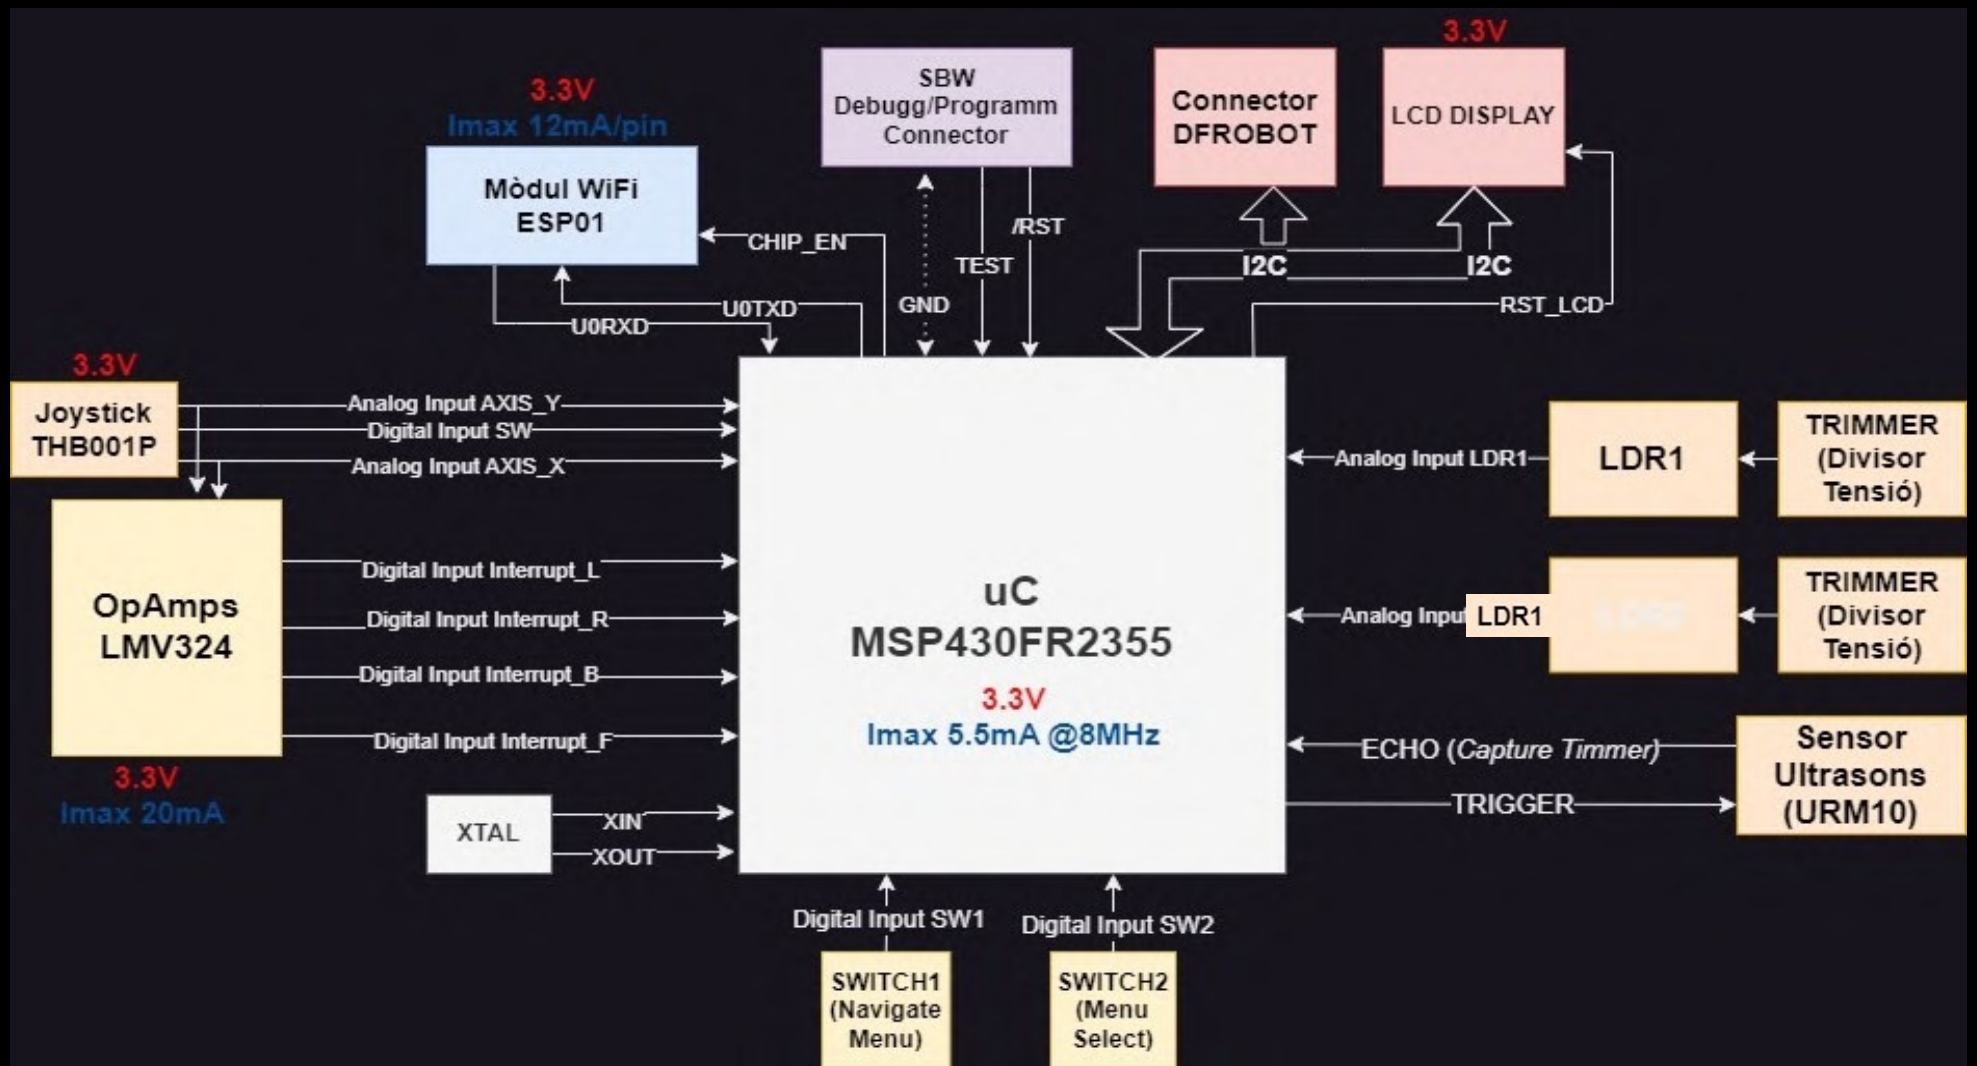 3.3V
Imax 12mA/pin
Mòdul WiFi
ESP01
SBW
Debugg/Programm
Connector
Connector
DFROBOT
3.3V
LCD DISPLAY
CHIP_EN
U0TXD
U0RXD
GND
TEST
/RST
I2C
I2C
RST_LCD
3.3V
Joystick
THB001P
Analog Input AXIS_Y
Digital Input SW
Analog Input AXIS_X
OpAmps
LMV324
3.3V
Imax 20mA
Digital Input Interrupt_L
Digital Input Interrupt_R
Digital Input Interrupt_B
Digital Input Interrupt_F
XTAL
XIN
XOUT
uC
MSP430FR2355
3.3V
Imax 5.5mA @8MHz
Analog Input LDR1
LDR1
TRIMMER
(Divisor
Tensió)
Analog Input LDR1
TRIMMER
(Divisor
Tensió)
ECHO (Capture Timmer)
TRIGGER
Sensor
Ultrasons
(URM10)
Digital Input SW1
Digital Input SW2
SWITCH1
(Navigate
Menu)
SWITCH2
(Menu
Select)